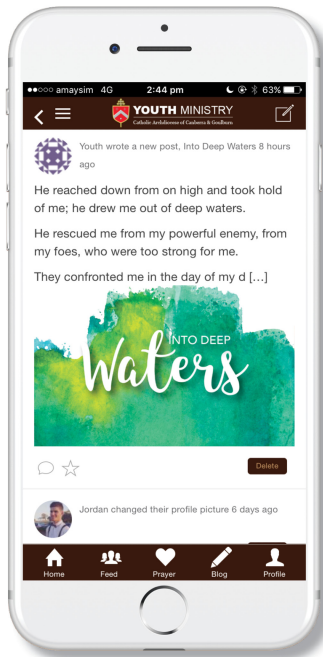 amaysim 4G 2:44 pm 63%
YOUTH MINISTRY
Catholic Archdiocese of Canberra & Goulburn
Youth wrote a new post, Into Deep Waters 8 hours
ago
He reached down from on high and took hold
of me; he drew me out of deep waters.
He rescued me from my powerful enemy, from
my foes, who were too strong for me.
They confronted me in the day of my d […]
INTO DEEP
Waters
Delete
Jordan changed their profile picture 6 days ago
Home Feed Prayer Blog Profile